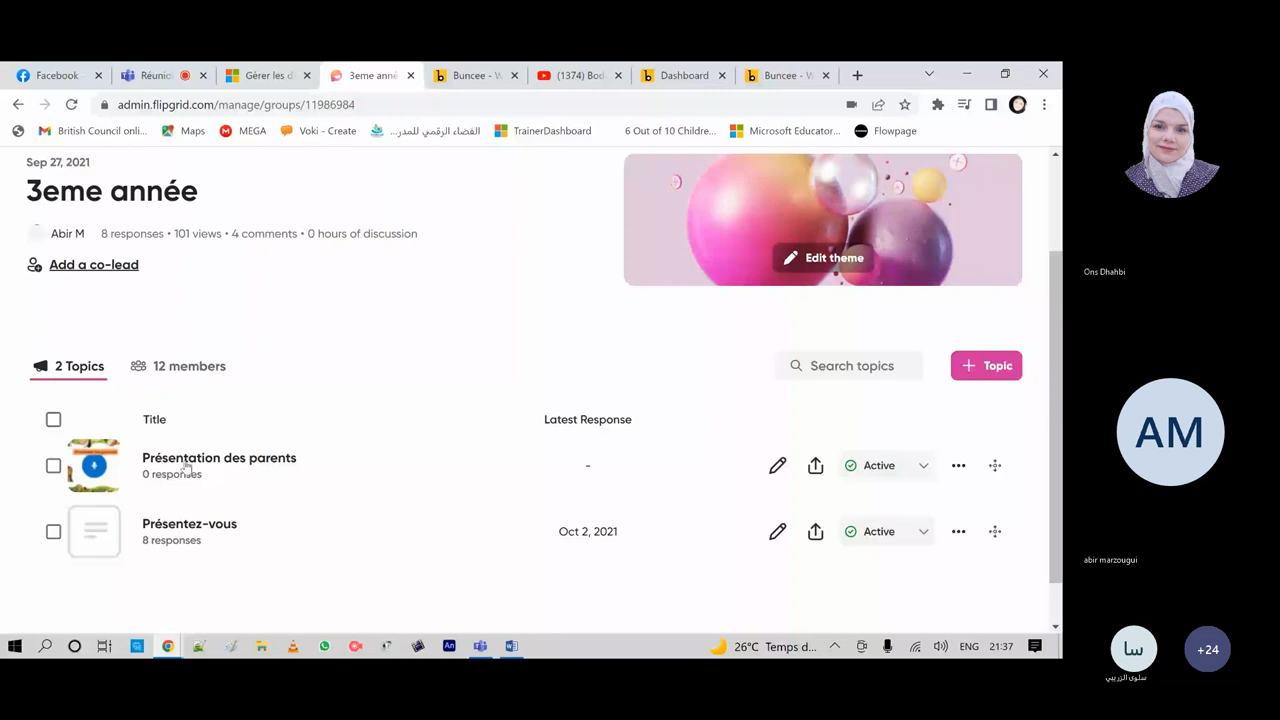 Facebook
Réunio
Gérer les d
3eme anné
Buncee - W
(1374) Bod
Dashboard
Buncee - W
admin.flipgrid.com/manage/groups/11986984
British Council onli...
Maps
MEGA
Voki - Create
الفضاء الرقمي للمدر...
TrainerDashboard
6 Out of 10 Childre...
Microsoft Educator...
Flowpage
Sep 27, 2021
3eme année
Abir M 8 responses • 101 views • 4 comments • 0 hours of discussion
Add a co-lead
Edit theme
2 Topics
12 members
Search topics
Topic
Title
Latest Response
Présentation des parents
0 responses
-
Active
Présentez-vous
8 responses
Oct 2, 2021
Active
26°C Temps d...
ENG
21:37
Ons Dhahbi
AM
abir marzougui
سا
سلوى الزريبي
+24